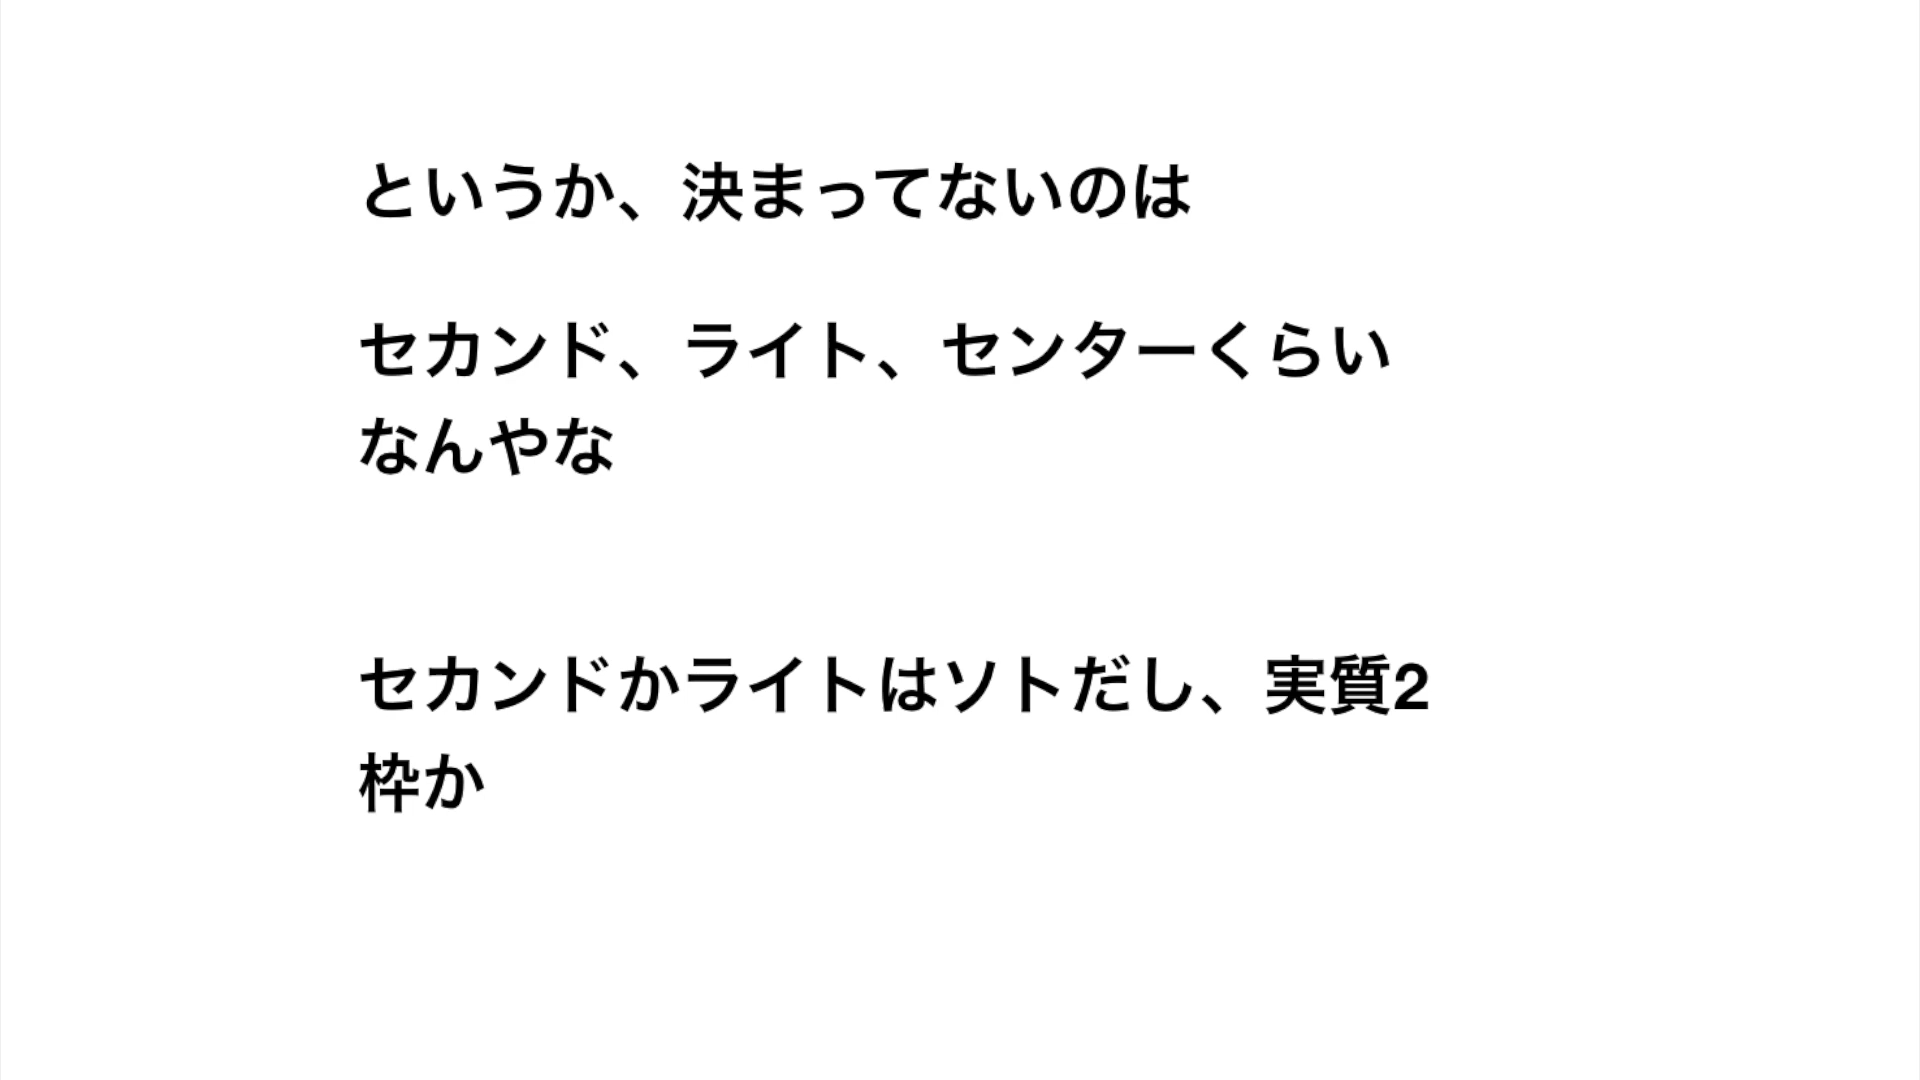 というか、決まってないのは
セカンド、ライト、センターくらい
なんやな
セカンドかライトはソトだし、実質2
枠か